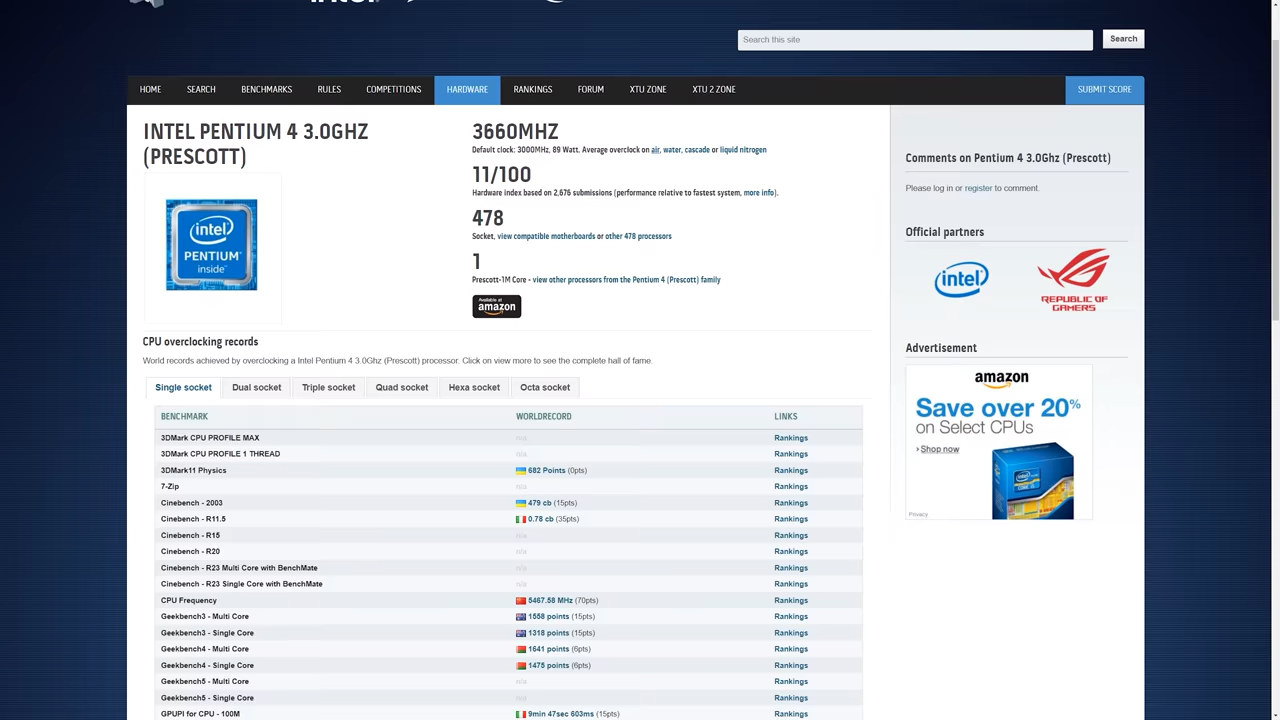 Search this site
Search
HOME
SEARCH
BENCHMARKS
RULES
COMPETITIONS
HARDWARE
RANKINGS
FORUM
XTU ZONE
XTU 2 ZONE
SUBMIT SCORE
INTEL PENTIUM 4 3.0GHZ
(PRESCOTT)
intel
PENTIUM®
inside™
3660MHZ
Default clock: 3000MHz, 89 Watt. Average overclock on air, water, cascade or liquid nitrogen
11/100
Hardware index based on 2,676 submissions (performance relative to fastest system, more info).
478
Socket, view compatible motherboards or other 478 processors
1
Prescott-1M Core - view other processors from the Pentium 4 (Prescott) family
Available at
amazon
CPU overclocking records
World records achieved by overclocking a Intel Pentium 4 3.0Ghz (Prescott) processor. Click on view more to see the complete hall of fame.
Single socket
Dual socket
Triple socket
Quad socket
Hexa socket
Octa socket
BENCHMARK WORLDRECORD LINKS
3DMark CPU PROFILE MAX n/a Rankings
3DMark CPU PROFILE 1 THREAD n/a Rankings
3DMark11 Physics 682 Points (0pts) Rankings
7-Zip n/a Rankings
Cinebench - 2003 479 cb (15pts) Rankings
Cinebench - R11.5 0.78 cb (35pts) Rankings
Cinebench - R15 n/a Rankings
Cinebench - R20 n/a Rankings
Cinebench - R23 Multi Core with BenchMate n/a Rankings
Cinebench - R23 Single Core with BenchMate n/a Rankings
CPU Frequency 5467.58 MHz (70pts) Rankings
Geekbench3 - Multi Core 1558 points (15pts) Rankings
Geekbench3 - Single Core 1318 points (15pts) Rankings
Geekbench4 - Multi Core 1641 points (6pts) Rankings
Geekbench4 - Single Core 1475 points (6pts) Rankings
Geekbench5 - Multi Core n/a Rankings
Geekbench5 - Single Core n/a Rankings
GPUPI for CPU - 100M 9min 47sec 603ms (15pts) Rankings
Comments on Pentium 4 3.0Ghz (Prescott)
Please log in or register to comment.
Official partners
intel
REPUBLIC OF
GAMERS
Advertisement
amazon
Save over 20%
on Select CPUs
› Shop now
Privacy